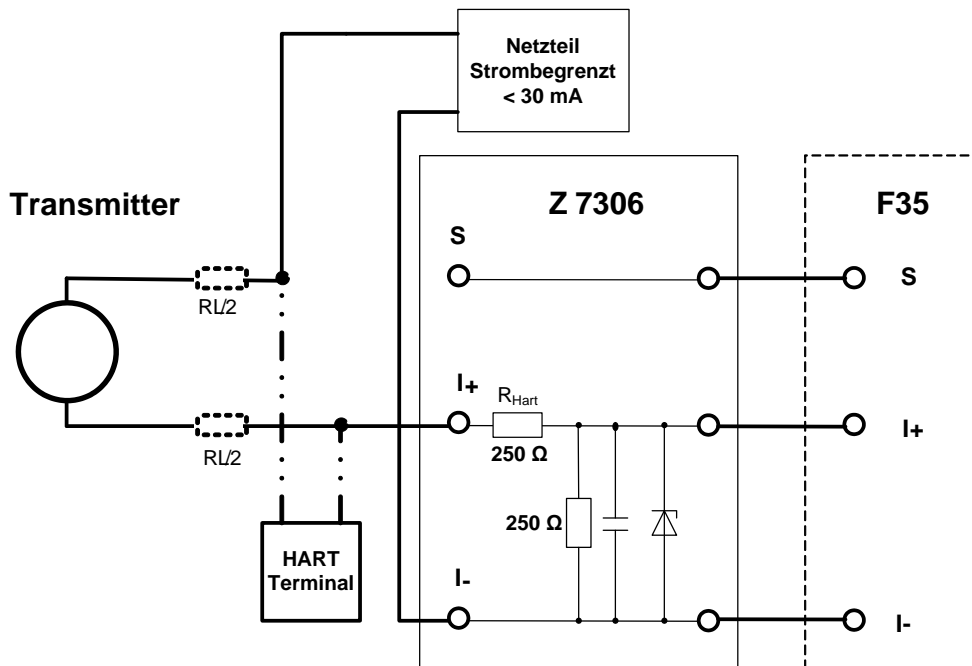 Netzteil
Strombegrenzt
< 30 mA
Transmitter
Z 7306
F35
S
S
RL/2
I+
RHart
I+
250 Ω
RL/2
250 Ω
HART
Terminal
I-
I-